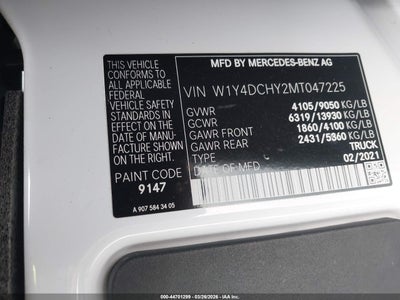 MFD BY MERCEDES-BENZ AG
THIS VEHICLE
CONFORMS TO
ALL APPLICABLE
FEDERAL MOTOR
VEHICLE SAFETY
STANDARDS IN
EFFECT ON THE
DATE OF MANU-
FACTURE SHOWN
ON THE RIGHT.
PAINT CODE
9147
A 907 584 34 05
VIN W1Y4DCHY2MT047225
GVWR 4105/9050 KG/LB
GCWR 6319/13930 KG/LB
GAWR FRONT 1860/4100 KG/LB
GAWR REAR 2431/5360 KG/LB
TYPE TRUCK
DATE OF MFD 02/2021
000-44701299 - 03/26/2026 - © IAA Inc.